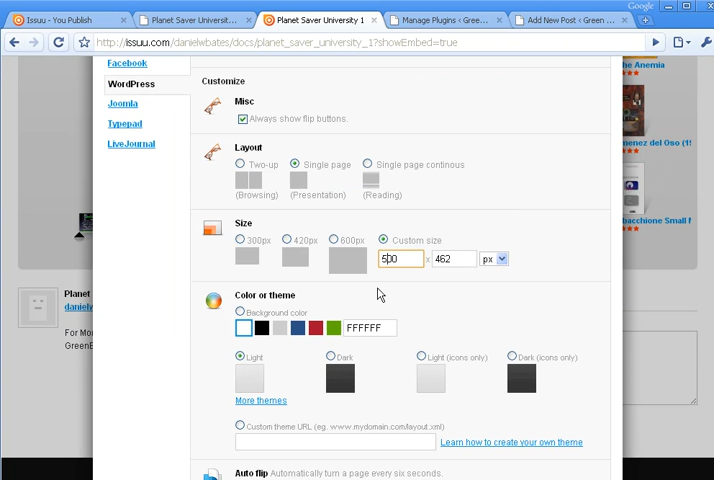 Google
Issuu - You Publish
Planet Saver Universit...
Planet Saver University 1
Manage Plugins ‹ Gree...
Add New Post ‹ Green ...
http://issuu.com/danielwbates/docs/planet_saver_university_1?showEmbed=true
Facebook
WordPress
Joomla
Typepad
LiveJournal
Customize
Misc
Always show flip buttons.
Layout
Two-up
Single page
Single page continous
(Browsing)
(Presentation)
(Reading)
Size
300px
420px
600px
Custom size
500 x 462 px
Color or theme
Background color
FFFFFF
Light
Dark
Light (icons only)
Dark (icons only)
More themes
Custom theme URL (eg. www.mydomain.com/layout.xml)
Learn how to create your own theme
Auto flip Automatically turn a page every six seconds.
Planet
daniely
For Mor
GreenE
The Anemia
menez del Oso (1!
bacchione Small f